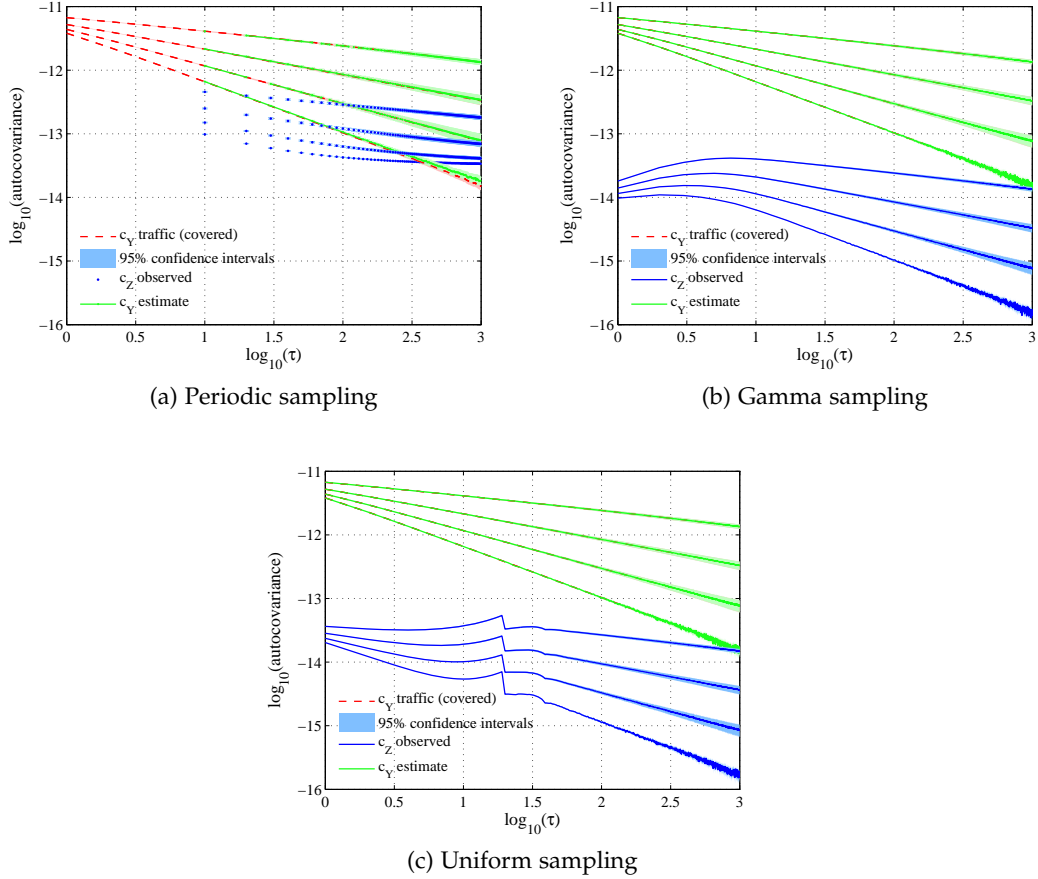 −11
−12
−13
−14
−15
−16
log10(autocovariance)
cY traffic (covered)
95% confidence intervals
cZ observed
cY estimate
0 0.5 1 1.5 2 2.5 3
log10(τ)
(a) Periodic sampling
−11
−12
−13
−14
−15
−16
log10(autocovariance)
cY traffic (covered)
95% confidence intervals
cZ observed
cY estimate
0 0.5 1 1.5 2 2.5 3
log10(τ)
(b) Gamma sampling
−11
−12
−13
−14
−15
−16
log10(autocovariance)
cY traffic (covered)
95% confidence intervals
cZ observed
cY estimate
0 0.5 1 1.5 2 2.5 3
log10(τ)
(c) Uniform sampling